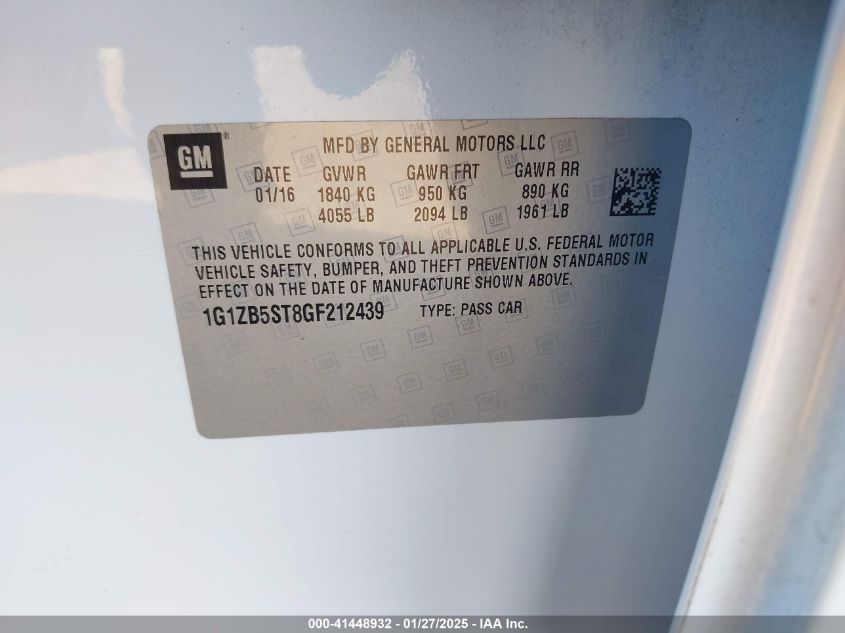 GM®
MFD BY GENERAL MOTORS LLC
DATE GVWR GAWR FRT GAWR RR
01/16 1840 KG 950 KG 890 KG
4055 LB 2094 LB 1961 LB
THIS VEHICLE CONFORMS TO ALL APPLICABLE U.S. FEDERAL MOTOR
VEHICLE SAFETY, BUMPER, AND THEFT PREVENTION STANDARDS IN
EFFECT ON THE DATE OF MANUFACTURE SHOWN ABOVE.
1G1ZB5ST8GF212439 TYPE: PASS CAR
000-41448932 - 01/27/2025 - IAA Inc.